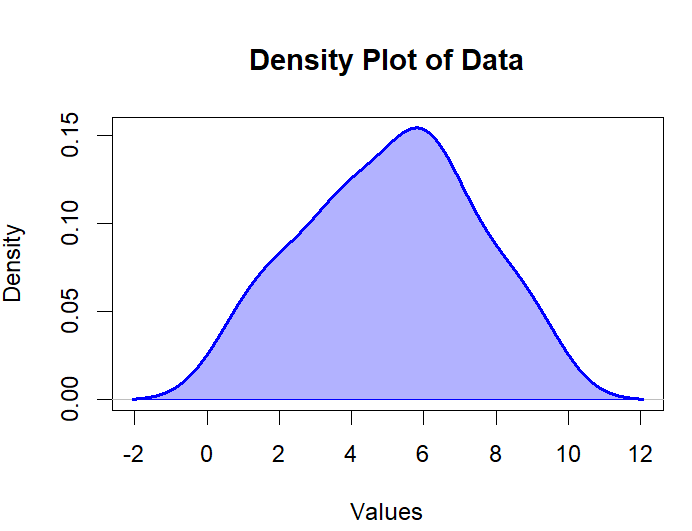 Density Plot of Data
Density
0.15
0.10
0.05
0.00
-2 0 2 4 6 8 10 12
Values